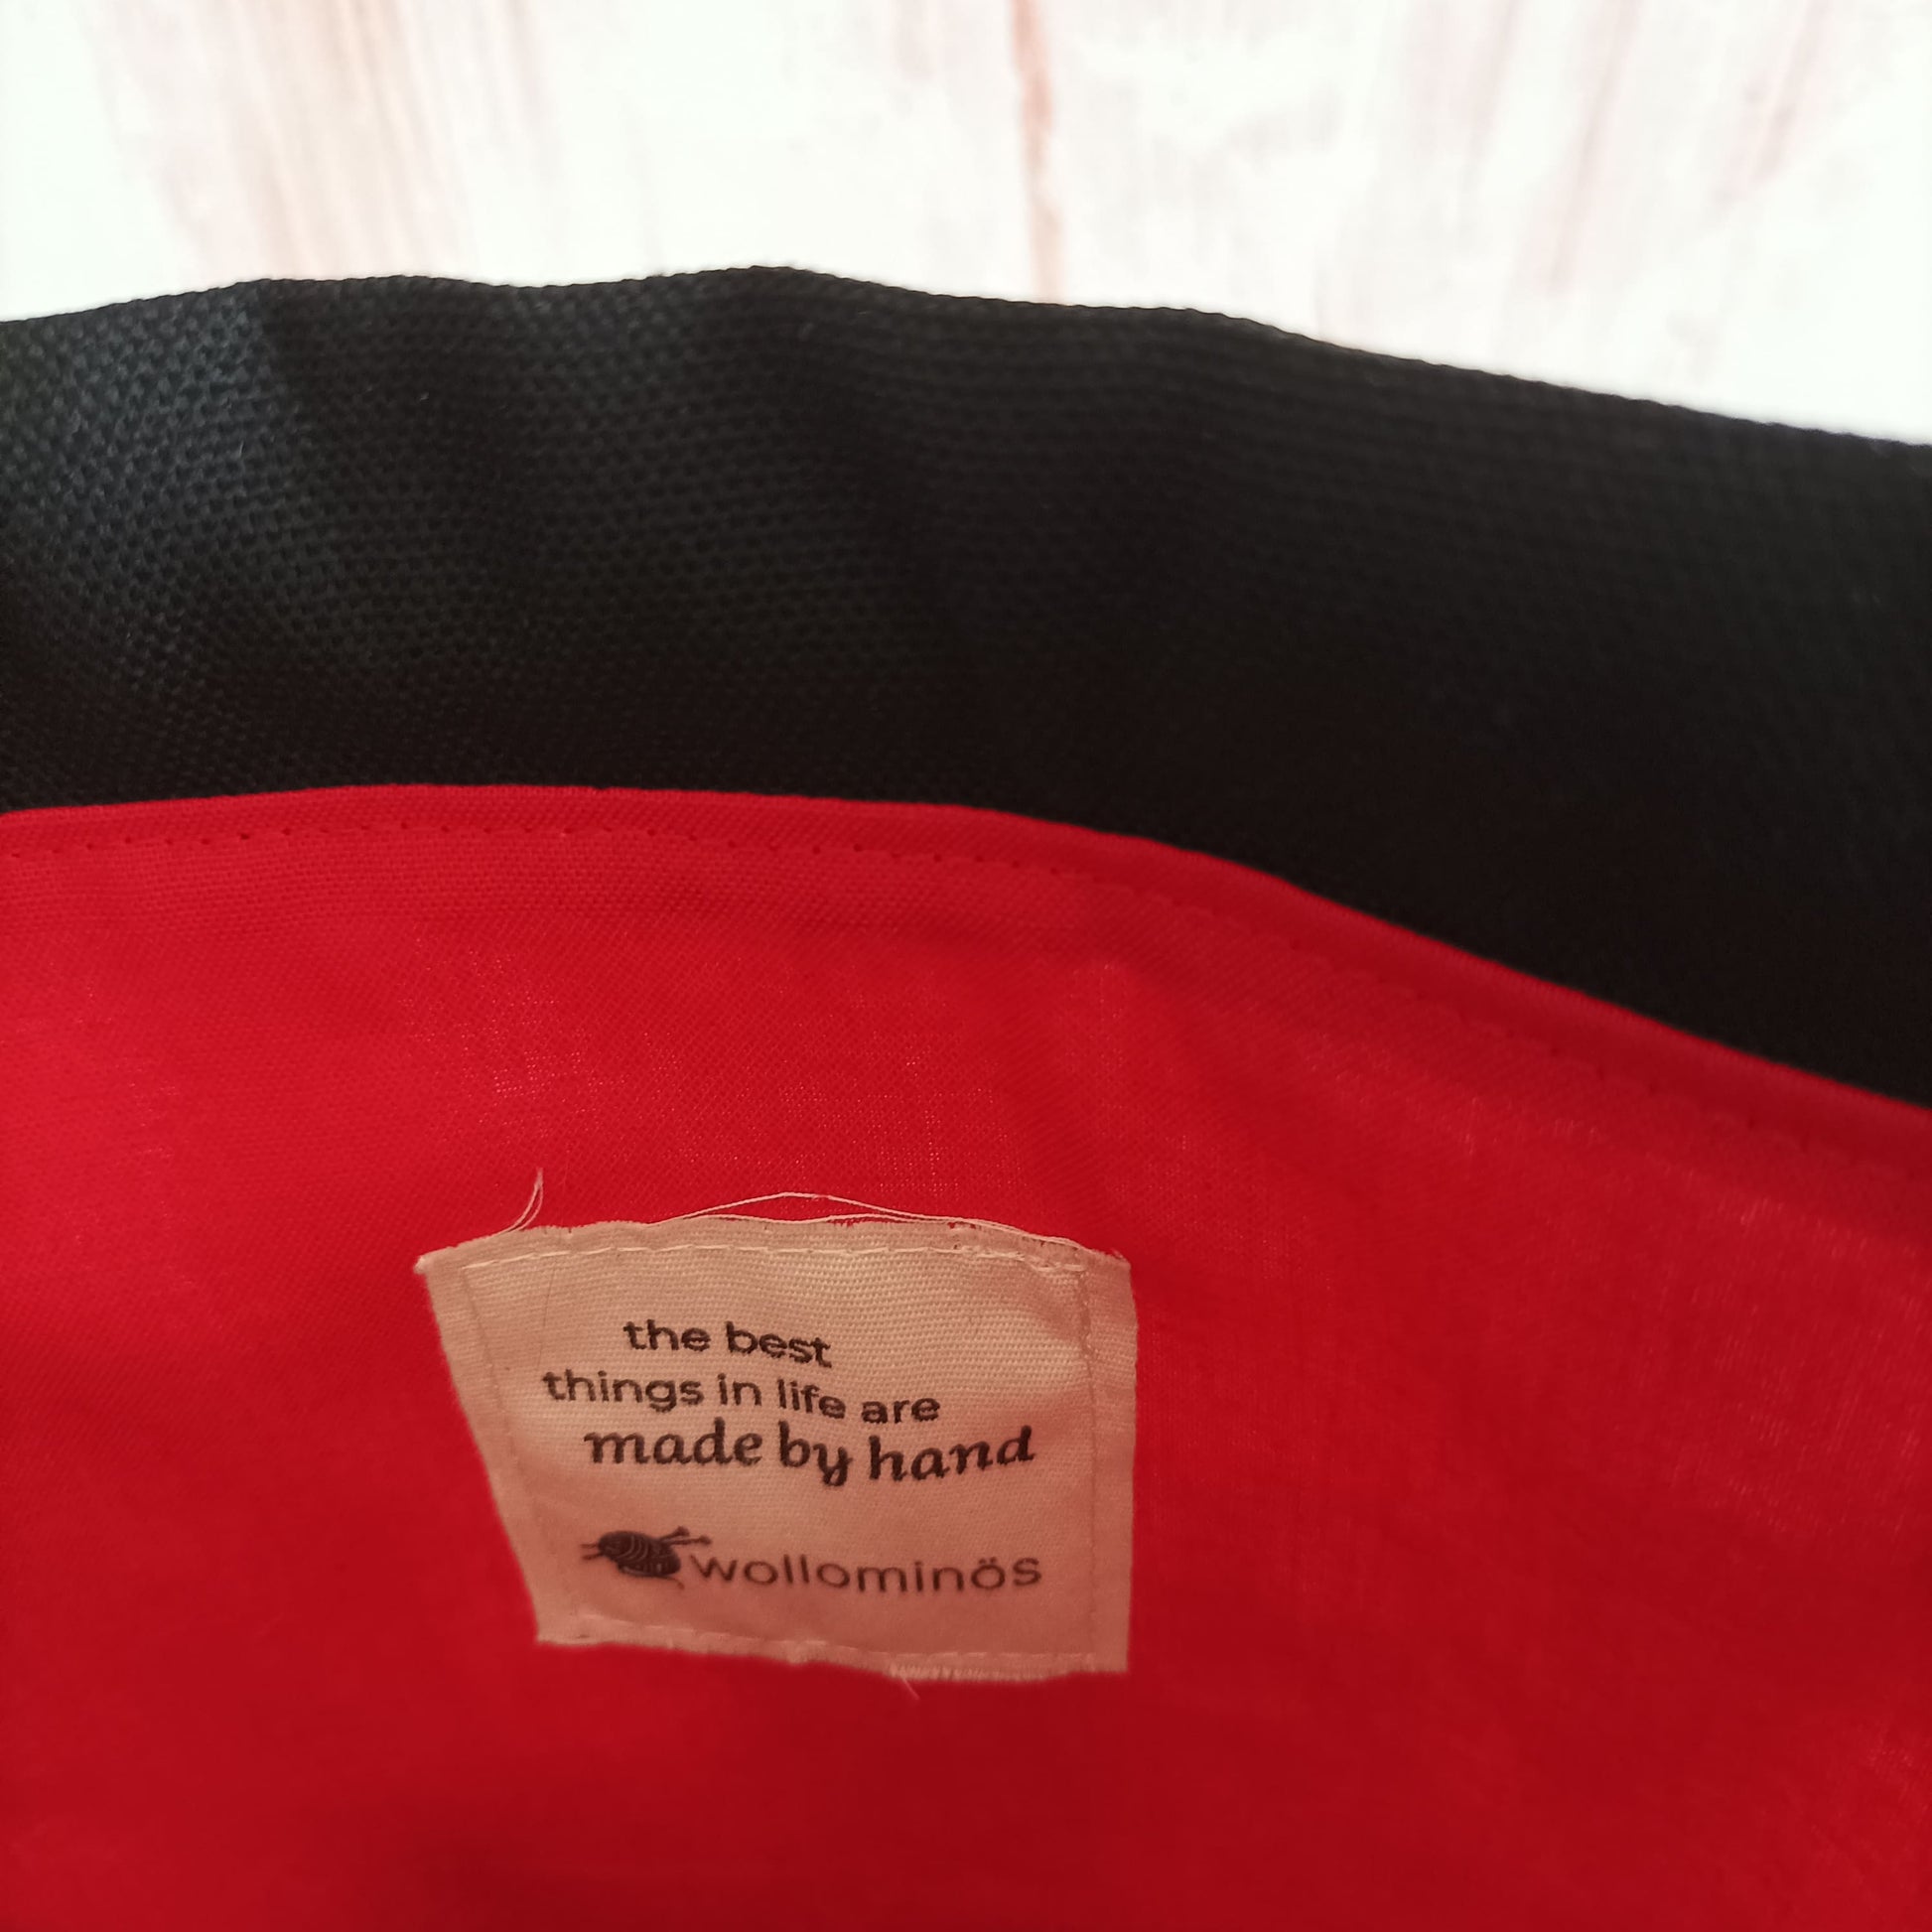 the best
things in life are
made by hand
wollominös